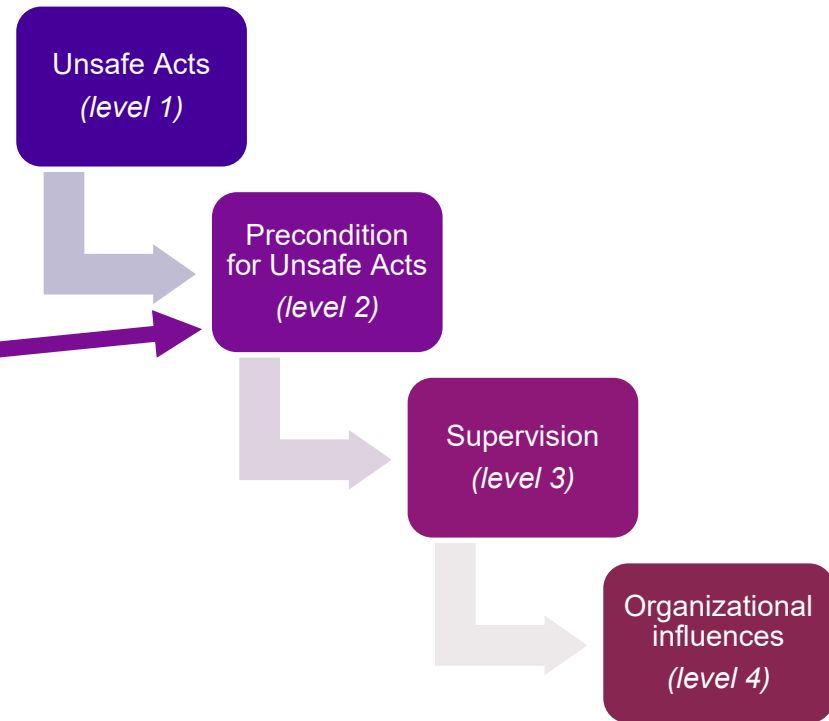 Unsafe Acts
(level 1)
Precondition
for Unsafe Acts
(level 2)
Supervision
(level 3)
Organizational
influences
(level 4)